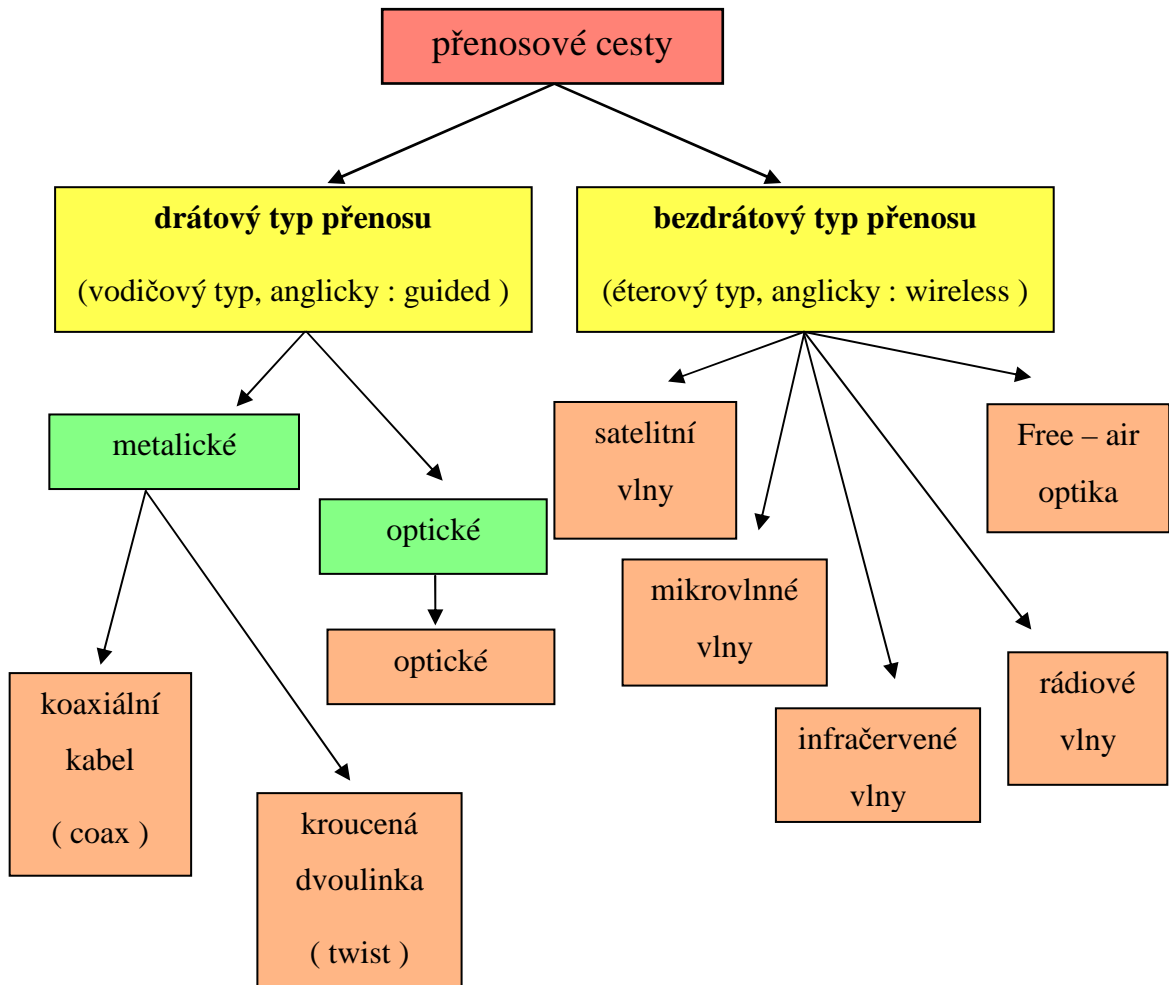 přenosové cesty
drátový typ přenosu
(vodičový typ, anglicky : guided )
bezdrátový typ přenosu
(éterový typ, anglicky : wireless )
metalické
optické
optické
koaxiální
kabel
( coax )
kroucená
dvoulinka
( twist )
satelitní
vlny
mikrovlnné
vlny
infračervené
vlny
rádiové
vlny
Free – air
optika